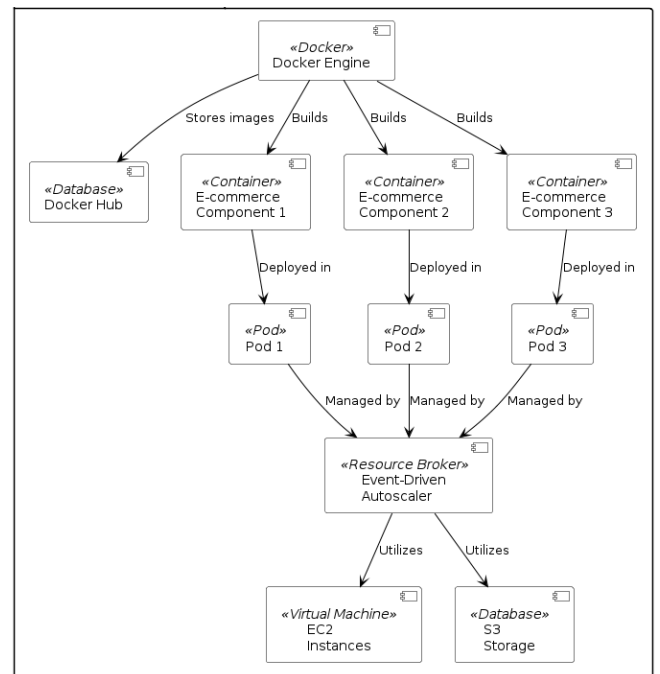 «Docker»
Docker Engine
Stores images
Builds
Builds
Builds
«Database»
Docker Hub
«Container»
E-commerce
Component 1
«Container»
E-commerce
Component 2
«Container»
E-commerce
Component 3
Deployed in
Deployed in
Deployed in
«Pod»
Pod 1
«Pod»
Pod 2
«Pod»
Pod 3
Managed by
Managed by
Managed by
«Resource Broker»
Event-Driven
Autoscaler
Utilizes
Utilizes
«Virtual Machine»
EC2
Instances
«Database»
S3
Storage